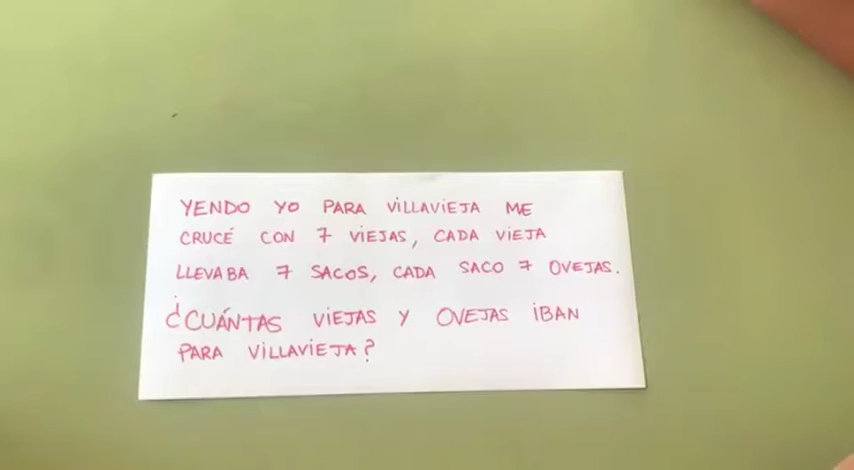 YENDO YO PARA VILLAVIEJA ME
CRUCÉ CON 7 VIEJAS, CADA VIEJA
LLEVABA 7 SACOS, CADA SACO 7 OVEJAS.
¿CUÁNTAS VIEJAS Y OVEJAS IBAN
PARA VILLAVIEJA?